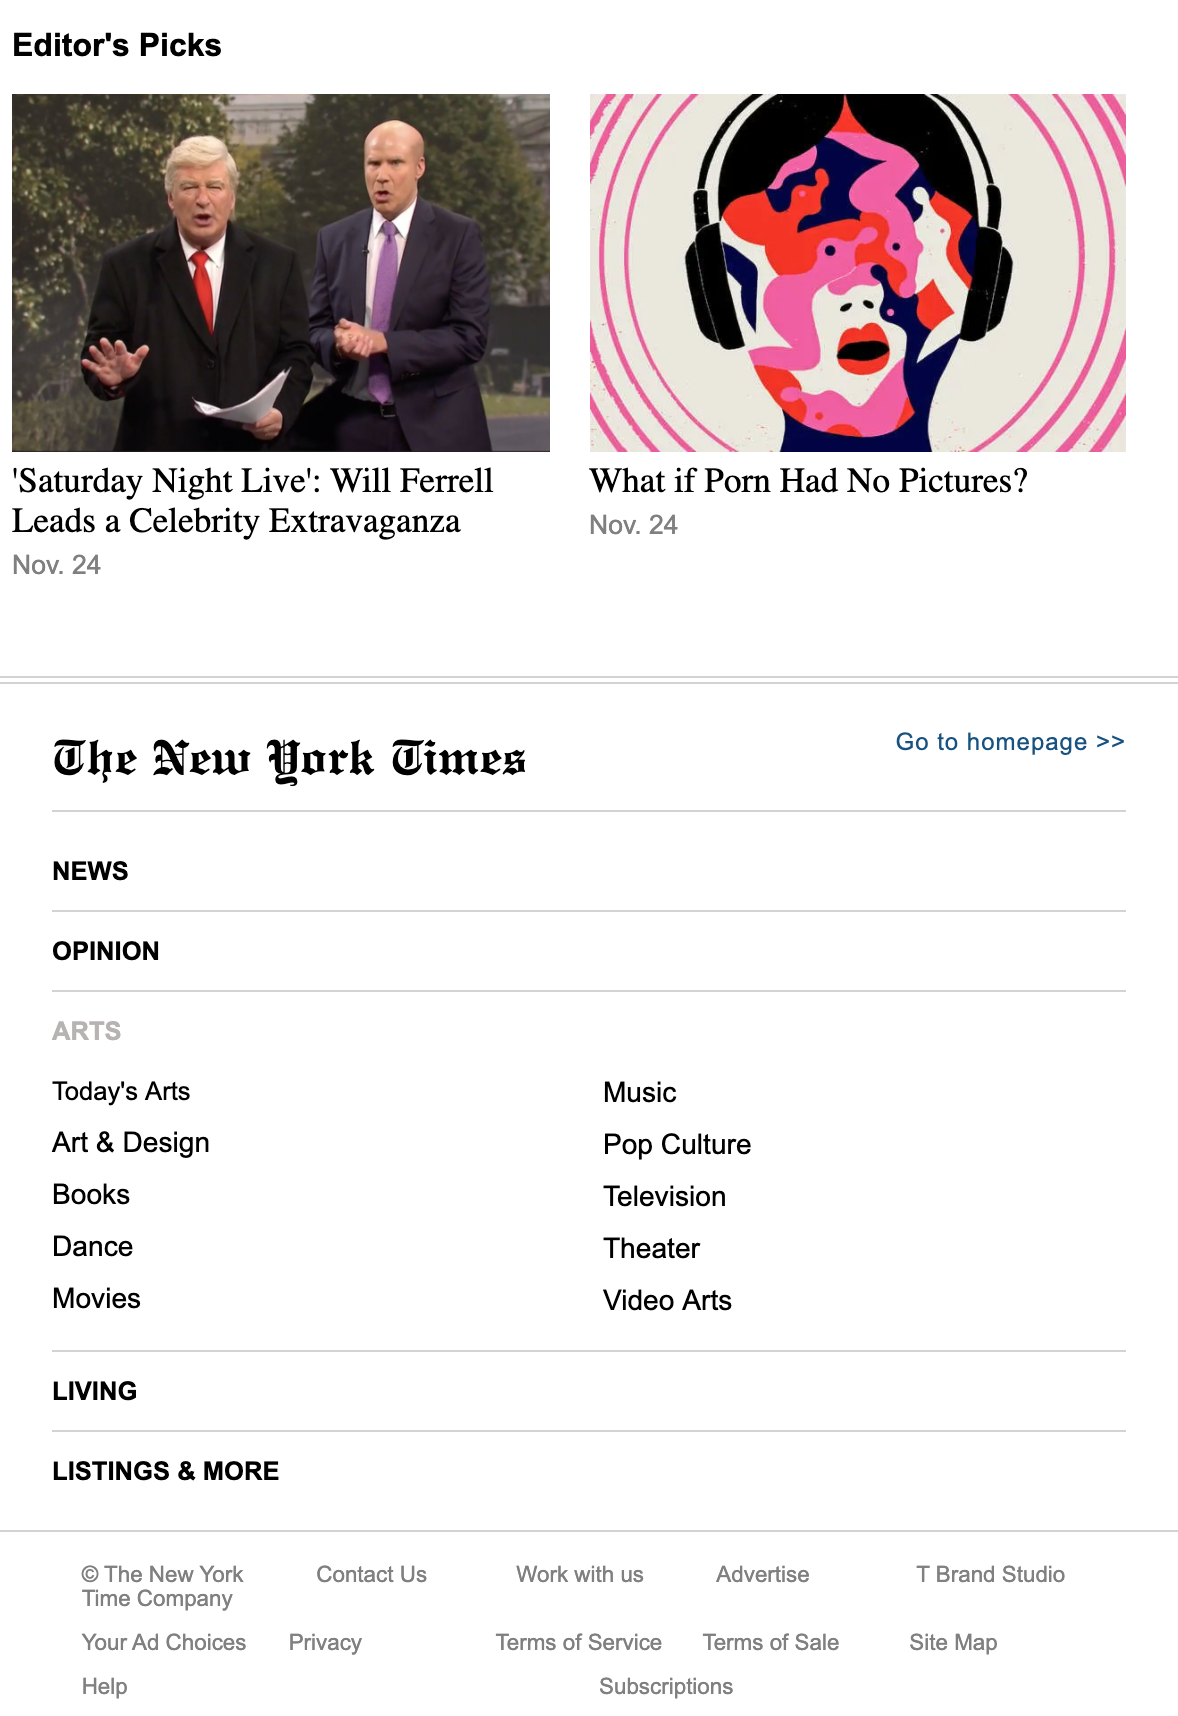 Editor's Picks
'Saturday Night Live': Will Ferrell
Leads a Celebrity Extravaganza
Nov. 24
What if Porn Had No Pictures?
Nov. 24
The New York Times
Go to homepage >>
NEWS
OPINION
ARTS
Today's Arts
Art & Design
Books
Dance
Movies
Music
Pop Culture
Television
Theater
Video Arts
LIVING
LISTINGS & MORE
© The New York
Time Company
Contact Us
Work with us
Advertise
T Brand Studio
Your Ad Choices
Privacy
Terms of Service
Terms of Sale
Site Map
Help
Subscriptions